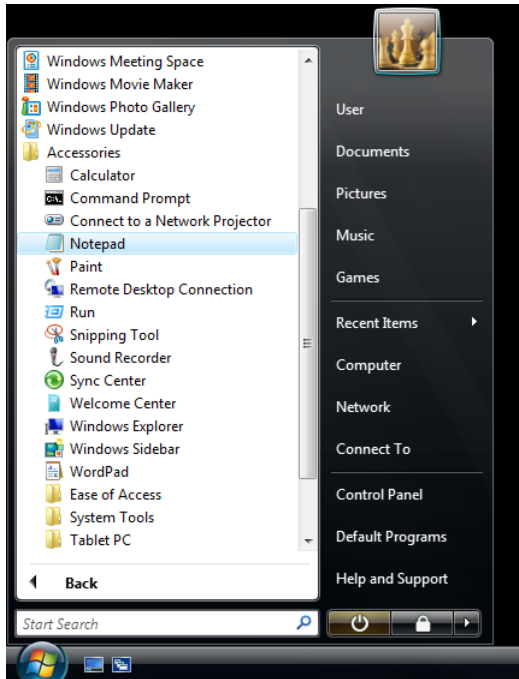 Windows Meeting Space
Windows Movie Maker
Windows Photo Gallery
Windows Update
Accessories
Calculator
Command Prompt
Connect to a Network Projector
Notepad
Paint
Remote Desktop Connection
Run
Snipping Tool
Sound Recorder
Sync Center
Welcome Center
Windows Explorer
Windows Sidebar
WordPad
Ease of Access
System Tools
Tablet PC
Back
Start Search
User
Documents
Pictures
Music
Games
Recent Items
Computer
Network
Connect To
Control Panel
Default Programs
Help and Support